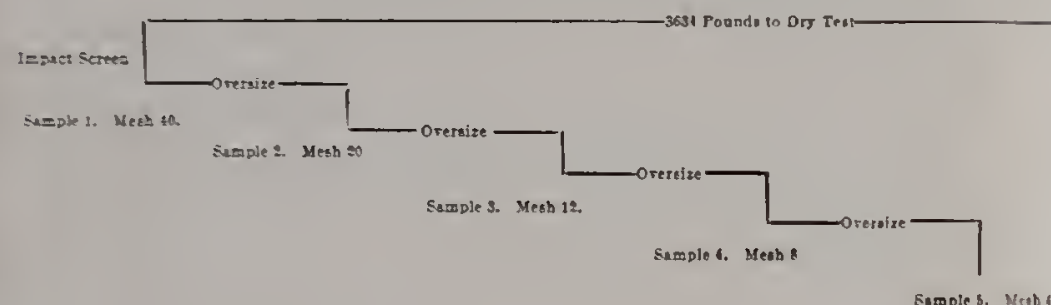 3634 Pounds to Dry Test
Impact Screen
Oversize
Sample 1. Mesh 40.
Oversize
Sample 2. Mesh 20
Oversize
Sample 3. Mesh 12.
Oversize
Sample 4. Mesh 8
Sample 5. Mesh